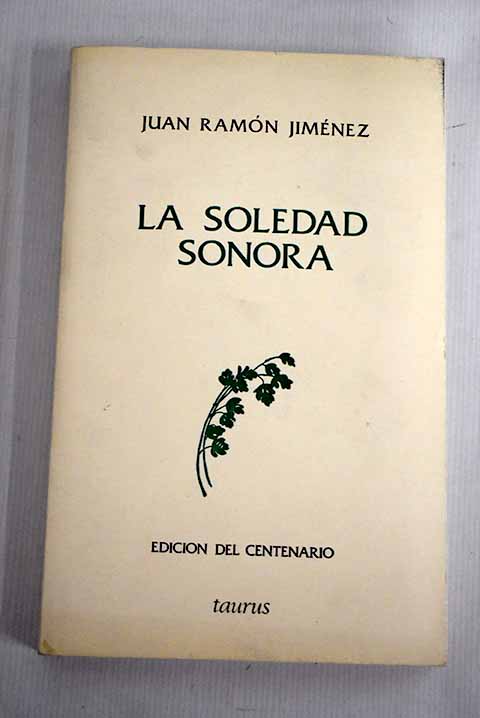 JUAN RAMÓN JIMÉNEZ
LA SOLEDAD
SONORA
EDICION DEL CENTENARIO
taurus